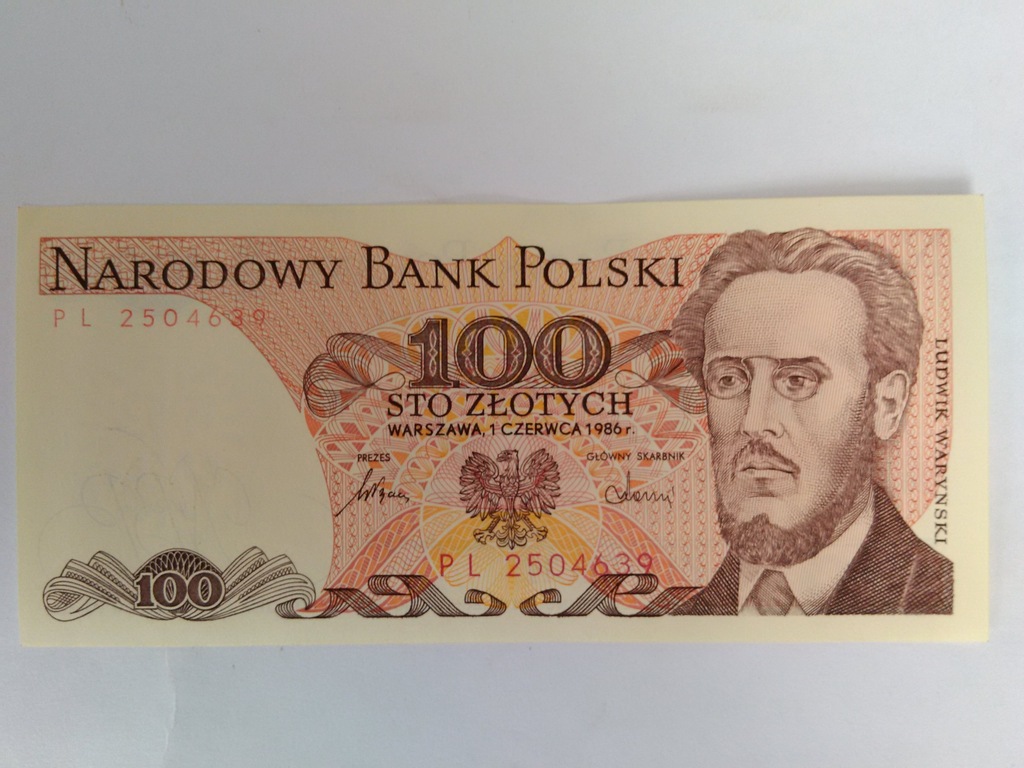 NARODOWY BANK POLSKI
PL 2504639
100
STO ZŁOTYCH
WARSZAWA, 1 CZERWCA 1986 r.
PREZES
GŁÓWNY SKARBNIK
PL 2504639
100
LUDWIK WARYŃSKI